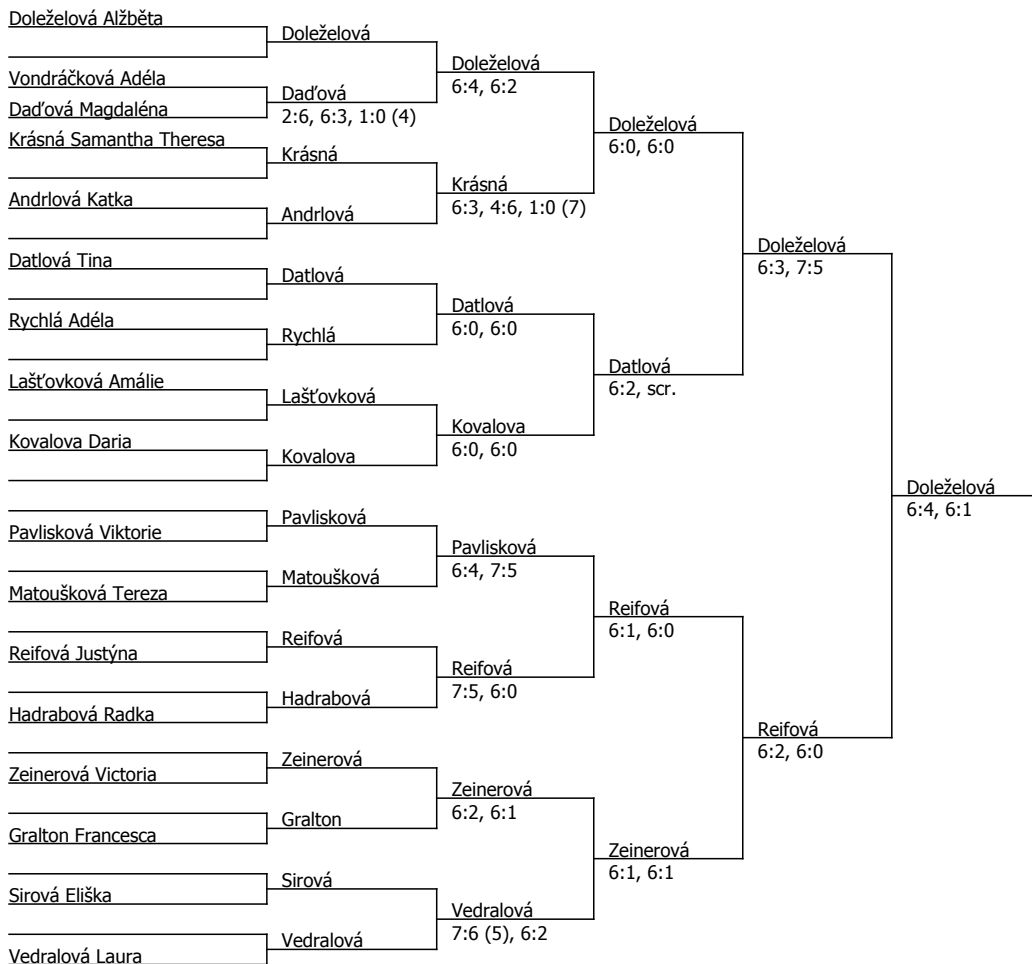 Doleželová Alžběta
Vondráčková Adéla
Daďová Magdaléna
Krásná Samantha Theresa
Andrlová Katka
Datlová Tina
Rychlá Adéla
Lašťovková Amálie
Kovalova Daria
Pavlisková Viktorie
Matoušková Tereza
Reifová Justýna
Hadrabová Radka
Zeinerová Victoria
Gralton Francesca
Sirová Eliška
Vedralová Laura
Doleželová
Daďová
2:6, 6:3, 1:0 (4)
Krásná
Andrlová
Datlová
Rychlá
Lašťovková
Kovalova
Pavlisková
Matoušková
Reifová
Hadrabová
Zeinerová
Gralton
Sirová
Vedralová
Doleželová
6:4, 6:2
Krásná
6:3, 4:6, 1:0 (7)
Datlová
6:0, 6:0
Kovalova
6:0, 6:0
Pavlisková
6:4, 7:5
Reifová
7:5, 6:0
Zeinerová
6:2, 6:1
Vedralová
7:6 (5), 6:2
Doleželová
6:0, 6:0
Datlová
6:2, scr.
Reifová
6:1, 6:0
Zeinerová
6:1, 6:1
Doleželová
6:3, 7:5
Reifová
6:2, 6:0
Doleželová
6:4, 6:1